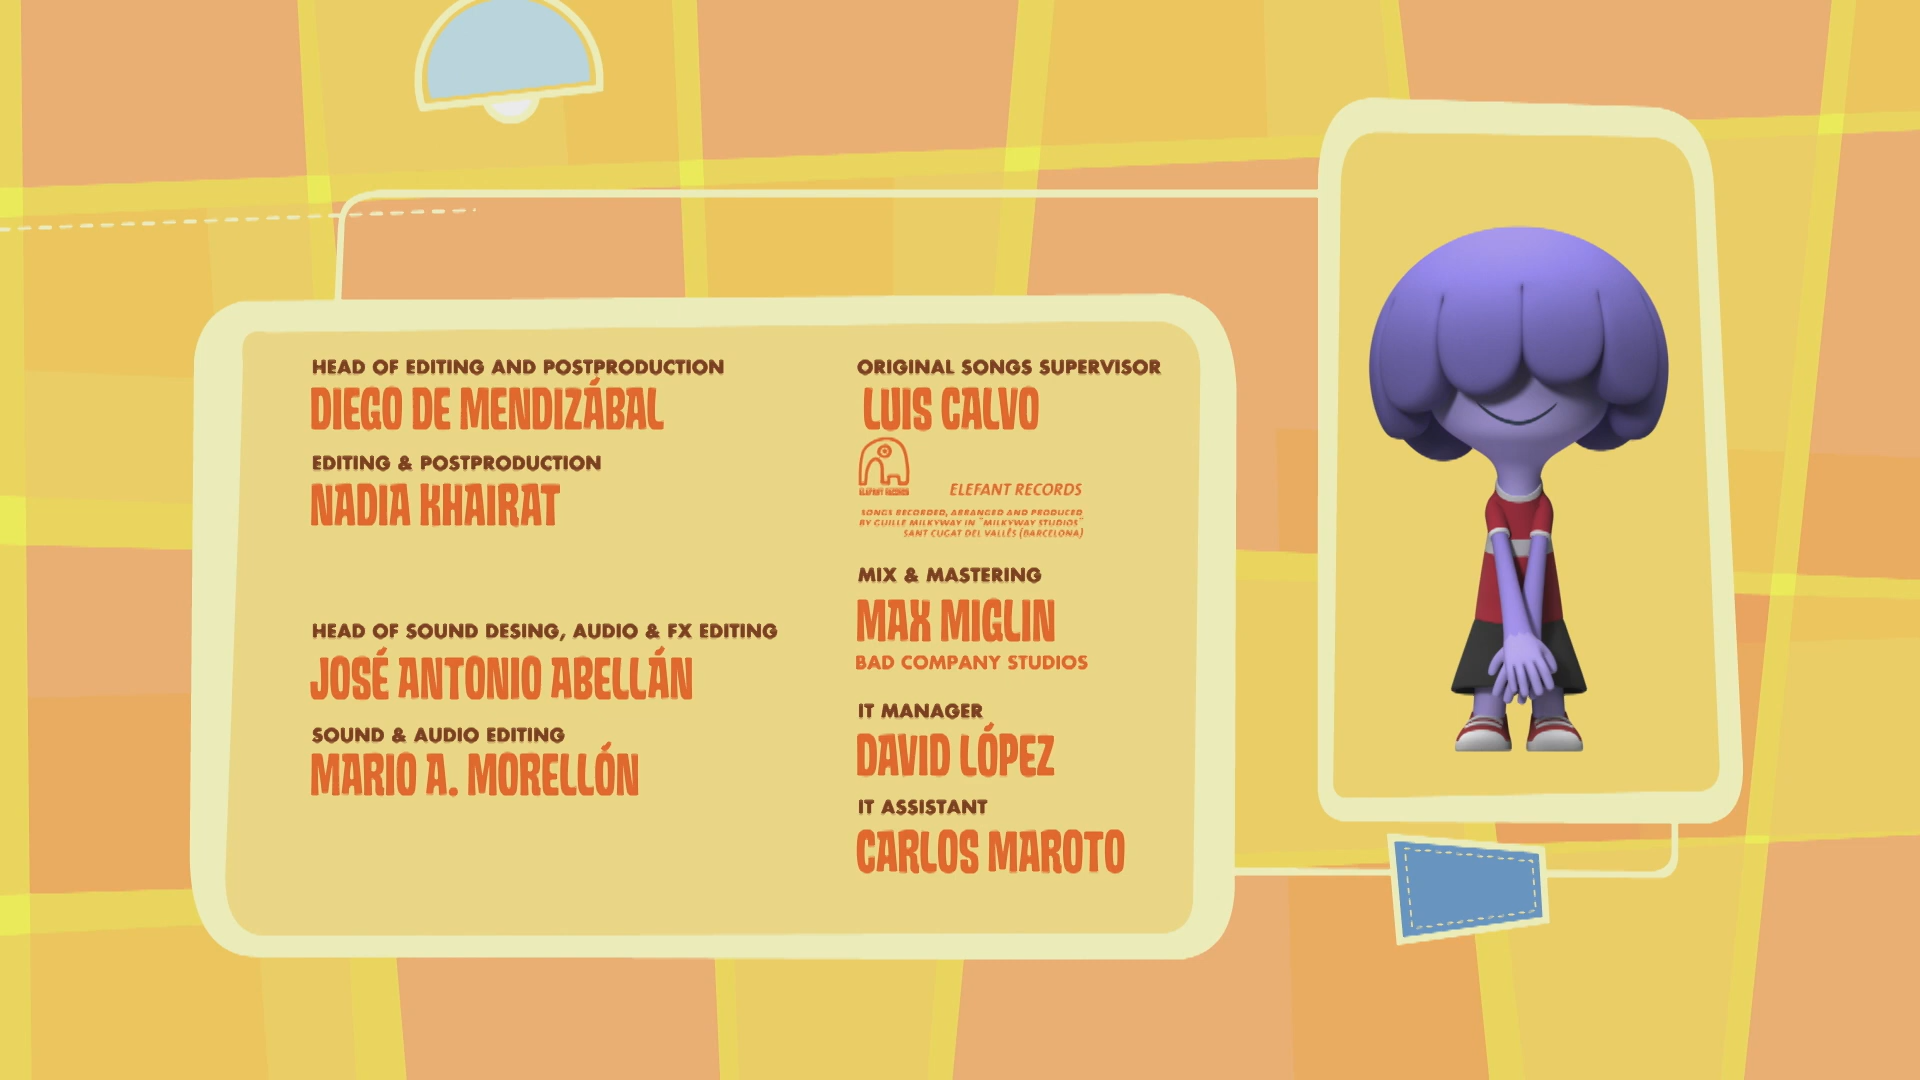 HEAD OF EDITING AND POSTPRODUCTION
DIEGO DE MENDIZÁBAL
EDITING & POSTPRODUCTION
NADIA KHAIRAT
HEAD OF SOUND DESING, AUDIO & FX EDITING
JOSÉ ANTONIO ABELLÁN
SOUND & AUDIO EDITING
MARIO A. MORELLÓN
ORIGINAL SONGS SUPERVISOR
LUIS CALVO
ELEFANT RECORDS
ELEFANT RECORDS
SONGS RECORDED, ARRANGED AND PRODUCED
BY GUILLE MILKYWAY IN "MILKYWAY STUDIOS"
SANT CUGAT DEL VALLÈS (BARCELONA)
MIX & MASTERING
MAX MIGLIN
BAD COMPANY STUDIOS
IT MANAGER
DAVID LÓPEZ
IT ASSISTANT
CARLOS MAROTO